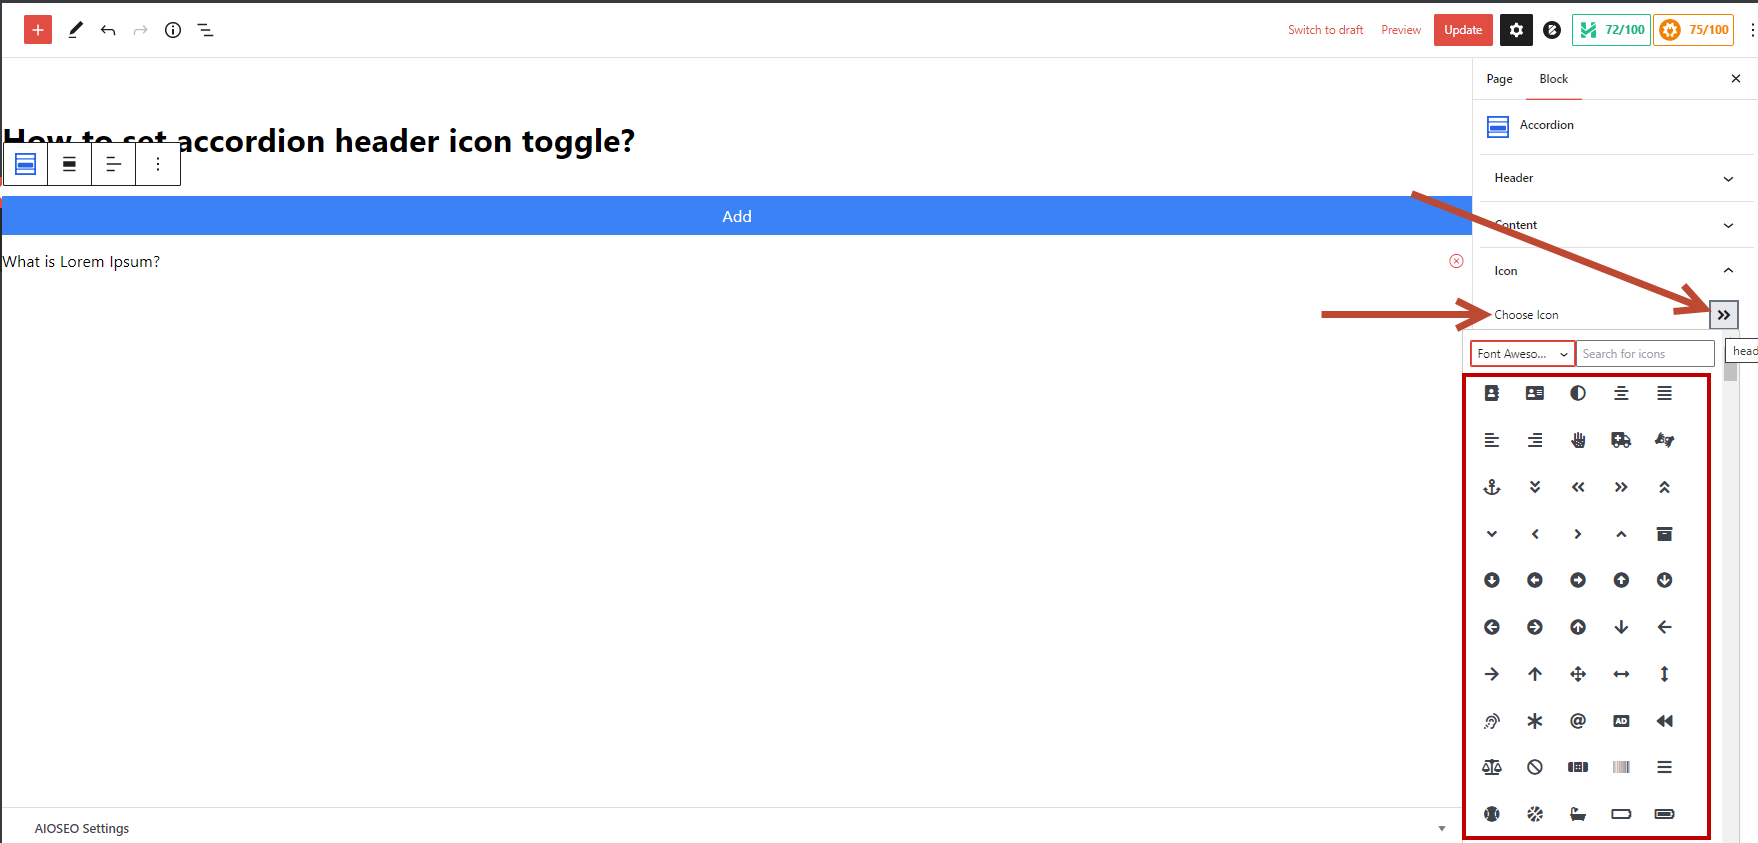 Switch to draft Preview Update 72/100 75/100
Page Block
Accordion
How to set accordion header icon toggle?
Header
Add
Content
What is Lorem Ipsum?
Icon
Choose Icon
Font Aweso... Search for icons
head
AD
AIOSEO Settings